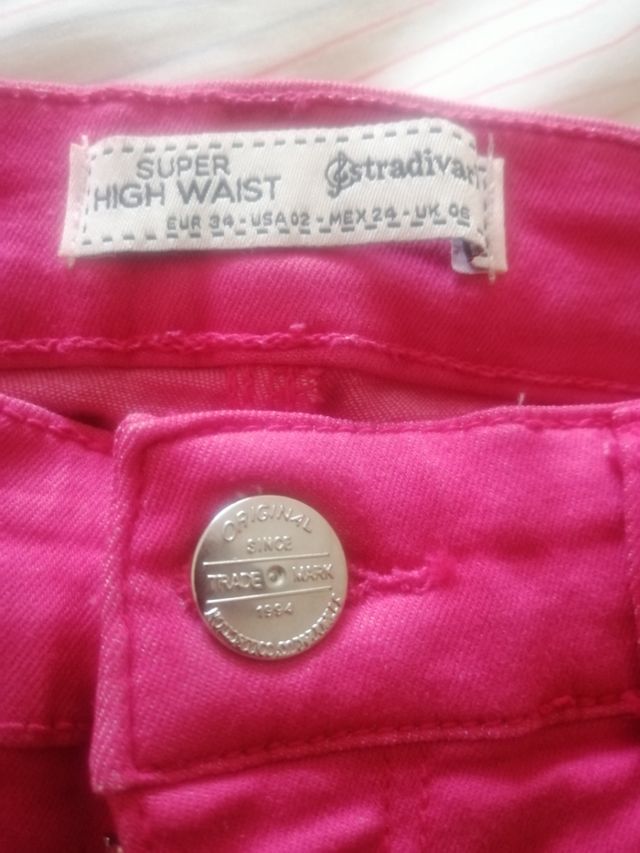 SUPER
HIGH WAIST
stradivari
EUR 34 - USA 02 - MEX 24 - UK 06
ORIGINAL
SINCE
TRADE MARK
1994